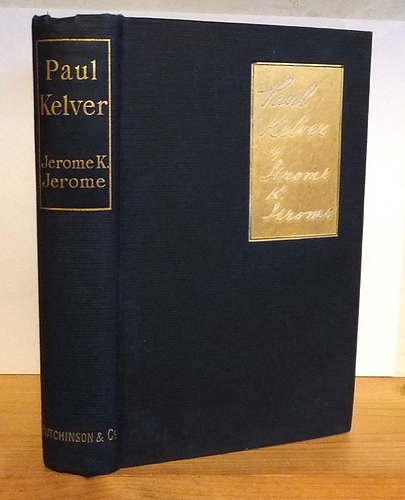 Paul
Kelver
Jerome K.
Jerome
HUTCHINSON & Co
Paul
Kelver
by
Jerome
K.
Jerome